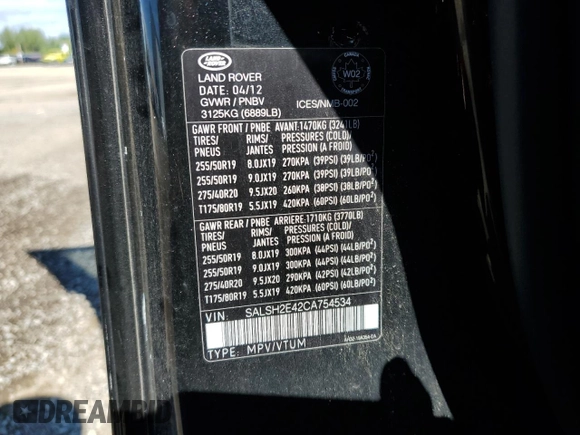 LAND ROVER
LAND ROVER
DATE: 04/12
GVWR / PNBV
3125KG (6889LB)
ICES/NMB-002
CANADA
W02
TRANSPORT
GAWR FRONT / PNBE AVANT:1470KG (3241LB)
TIRES/ RIMS/ PRESSURES (COLD)/
PNEUS JANTES PRESSION (A FROID)
255/50R19 8.0JX19 270KPA (39PSI) (39LB/PO²)
255/50R19 9.0JX19 270KPA (39PSI) (39LB/PO²)
275/40R20 9.5JX20 260KPA (38PSI) (38LB/PO²)
T175/80R19 5.5JX19 420KPA (60PSI) (60LB/PO²)
GAWR REAR / PNBE ARRIERE:1710KG (3770LB)
TIRES/ RIMS/ PRESSURES (COLD)/
PNEUS JANTES PRESSION (A FROID)
255/50R19 8.0JX19 300KPA (44PSI) (44LB/PO²)
255/50R19 9.0JX19 300KPA (44PSI) (44LB/PO²)
275/40R20 9.5JX20 290KPA (42PSI) (42LB/PO²)
T175/80R19 5.5JX19 420KPA (60PSI) (60LB/PO²)
VIN: SALSH2E42CA754534
TYPE: MPV/VTUM
DREAMBID.COM